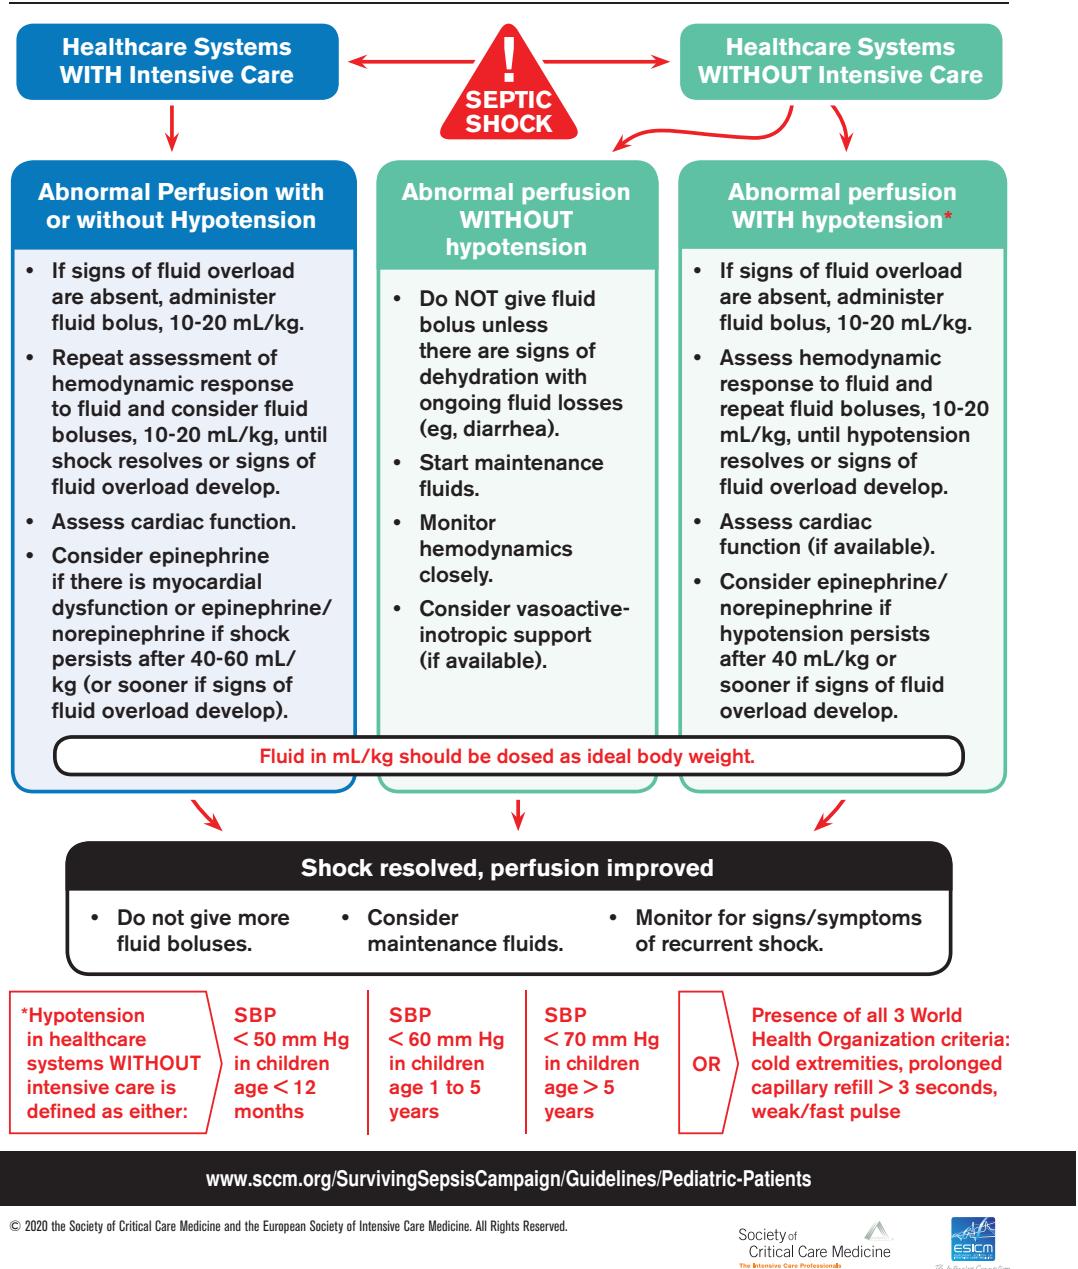 Healthcare Systems
WITH Intensive Care
!
SEPTIC
SHOCK
Healthcare Systems
WITHOUT Intensive Care
Abnormal Perfusion with
or without Hypotension
• If signs of fluid overload
are absent, administer
fluid bolus, 10-20 mL/kg.
• Repeat assessment of
hemodynamic response
to fluid and consider fluid
boluses, 10-20 mL/kg, until
shock resolves or signs of
fluid overload develop.
• Assess cardiac function.
• Consider epinephrine
if there is myocardial
dysfunction or epinephrine/
norepinephrine if shock
persists after 40-60 mL/
kg (or sooner if signs of
fluid overload develop).
Abnormal perfusion
WITHOUT
hypotension
• Do NOT give fluid
bolus unless
there are signs of
dehydration with
ongoing fluid losses
(eg, diarrhea).
• Start maintenance
fluids.
• Monitor
hemodynamics
closely.
• Consider vasoactive-
inotropic support
(if available).
Abnormal perfusion
WITH hypotension*
• If signs of fluid overload
are absent, administer
fluid bolus, 10-20 mL/kg.
• Assess hemodynamic
response to fluid and
repeat fluid boluses, 10-20
mL/kg, until hypotension
resolves or signs of
fluid overload develop.
• Assess cardiac
function (if available).
• Consider epinephrine/
norepinephrine if
hypotension persists
after 40 mL/kg or
sooner if signs of fluid
overload develop.
Fluid in mL/kg should be dosed as ideal body weight.
Shock resolved, perfusion improved
• Do not give more
fluid boluses.
• Consider
maintenance fluids.
• Monitor for signs/symptoms
of recurrent shock.
*Hypotension
in healthcare
systems WITHOUT
intensive care is
defined as either:
SBP
< 50 mm Hg
in children
age < 12
months
SBP
< 60 mm Hg
in children
age 1 to 5
years
SBP
< 70 mm Hg
in children
age > 5
years
OR
Presence of all 3 World
Health Organization criteria:
cold extremities, prolonged
capillary refill > 3 seconds,
weak/fast pulse
www.sccm.org/SurvivingSepsisCampaign/Guidelines/Pediatric-Patients
© 2020 the Society of Critical Care Medicine and the European Society of Intensive Care Medicine. All Rights Reserved.
Society of
Critical Care Medicine
The Intensive Care Professionals
ESICM